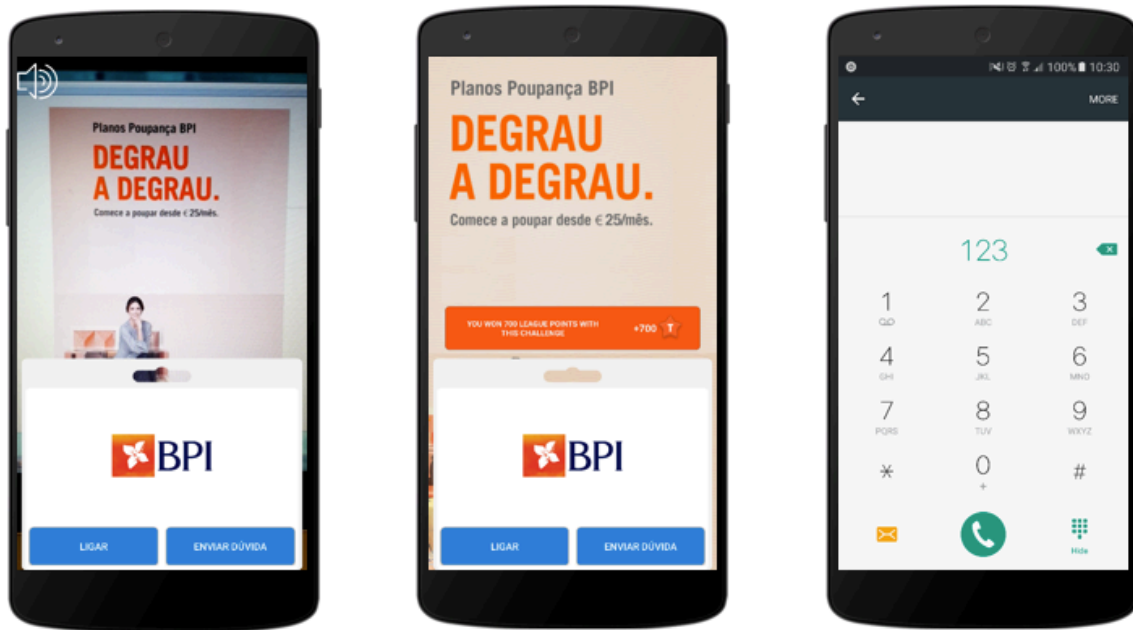 Planos Poupança BPI
DEGRAU
A DEGRAU.
Comece a poupar desde € 25/mês.
BPI
LIGAR
ENVIAR DÚVIDA
Planos Poupança BPI
DEGRAU
A DEGRAU.
Comece a poupar desde € 25/mês.
YOU WON 700 LEAGUE POINTS WITH
THIS CHALLENGE
+700 T
BPI
LIGAR
ENVIAR DÚVIDA
100% 10:30
MORE
123
1 2 3
ABC DEF
4 5 6
GHI JKL MNO
7 8 9
PQRS TUV WXYZ
* 0 #
+
Hide